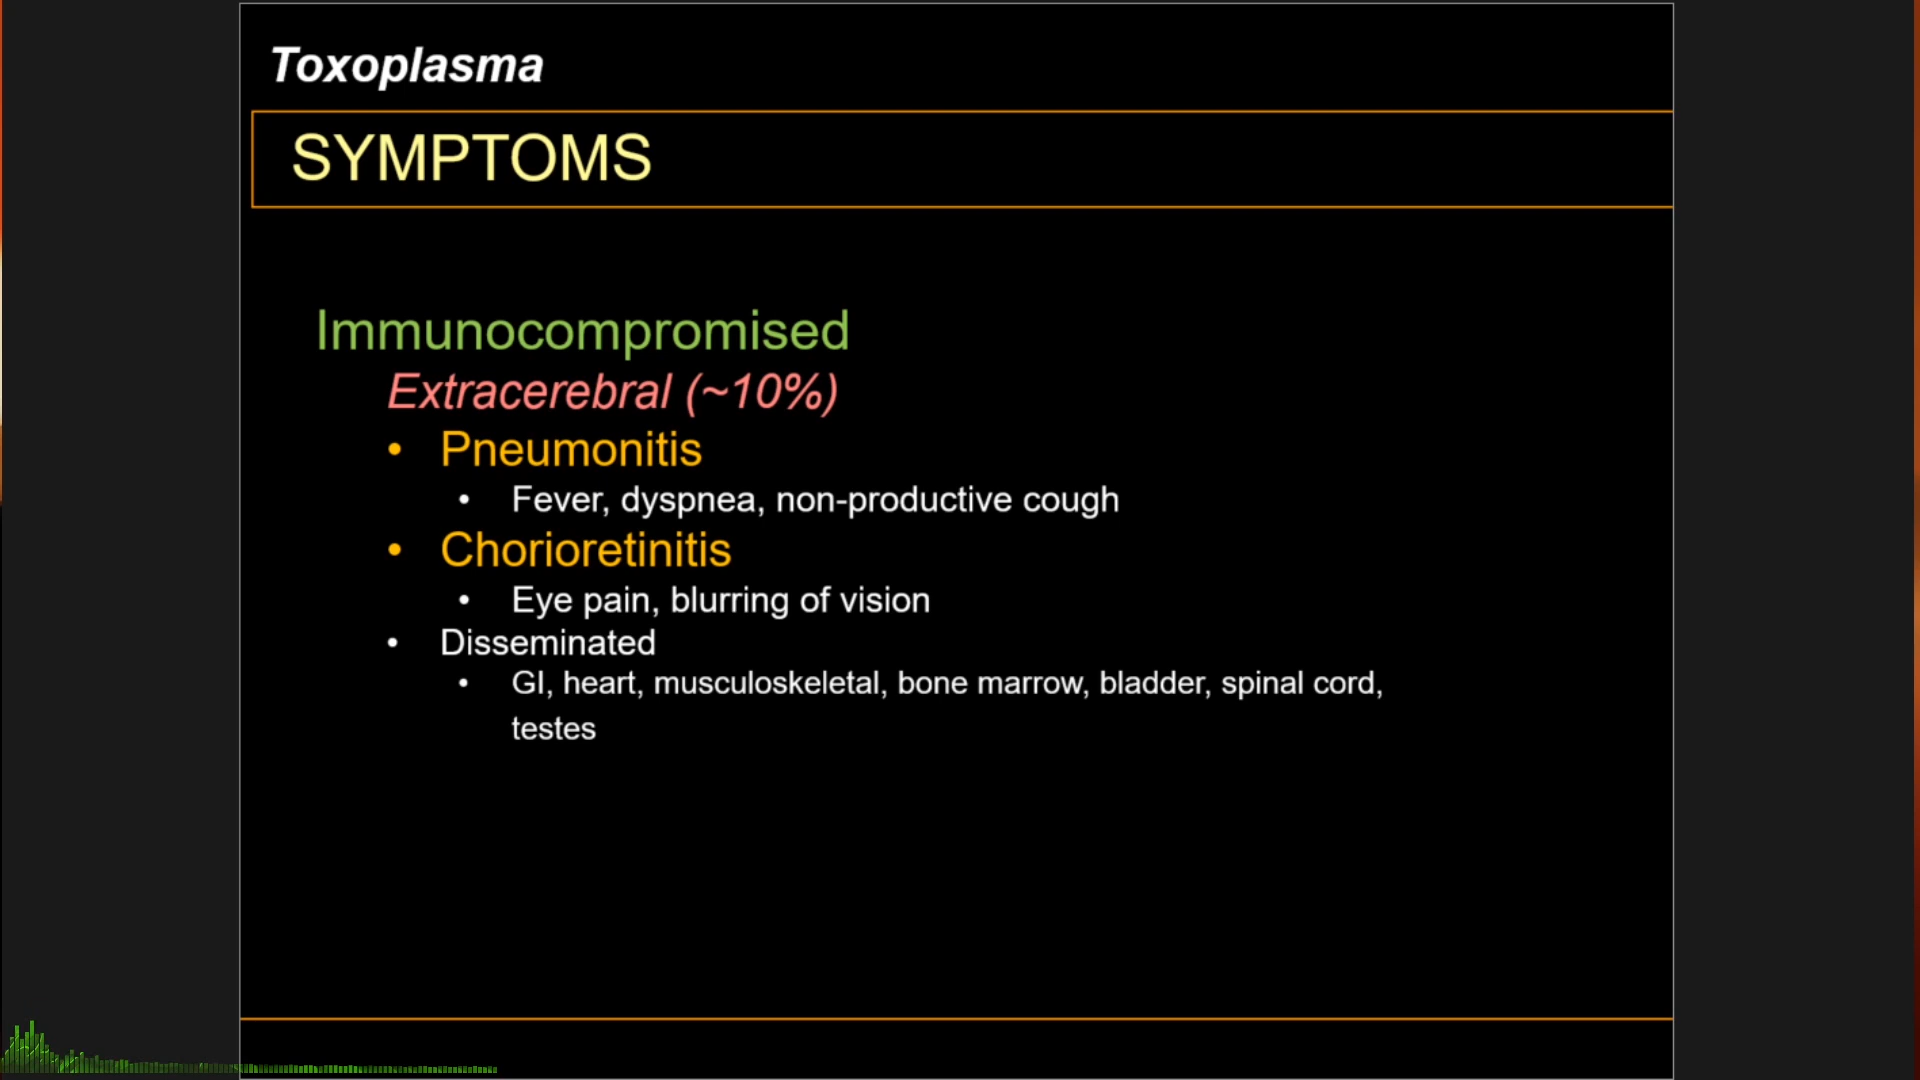 Toxoplasma
SYMPTOMS
Immunocompromised
Extracerebral (~10%)
• Pneumonitis
• Fever, dyspnea, non-productive cough
• Chorioretinitis
• Eye pain, blurring of vision
• Disseminated
• GI, heart, musculoskeletal, bone marrow, bladder, spinal cord,
testes